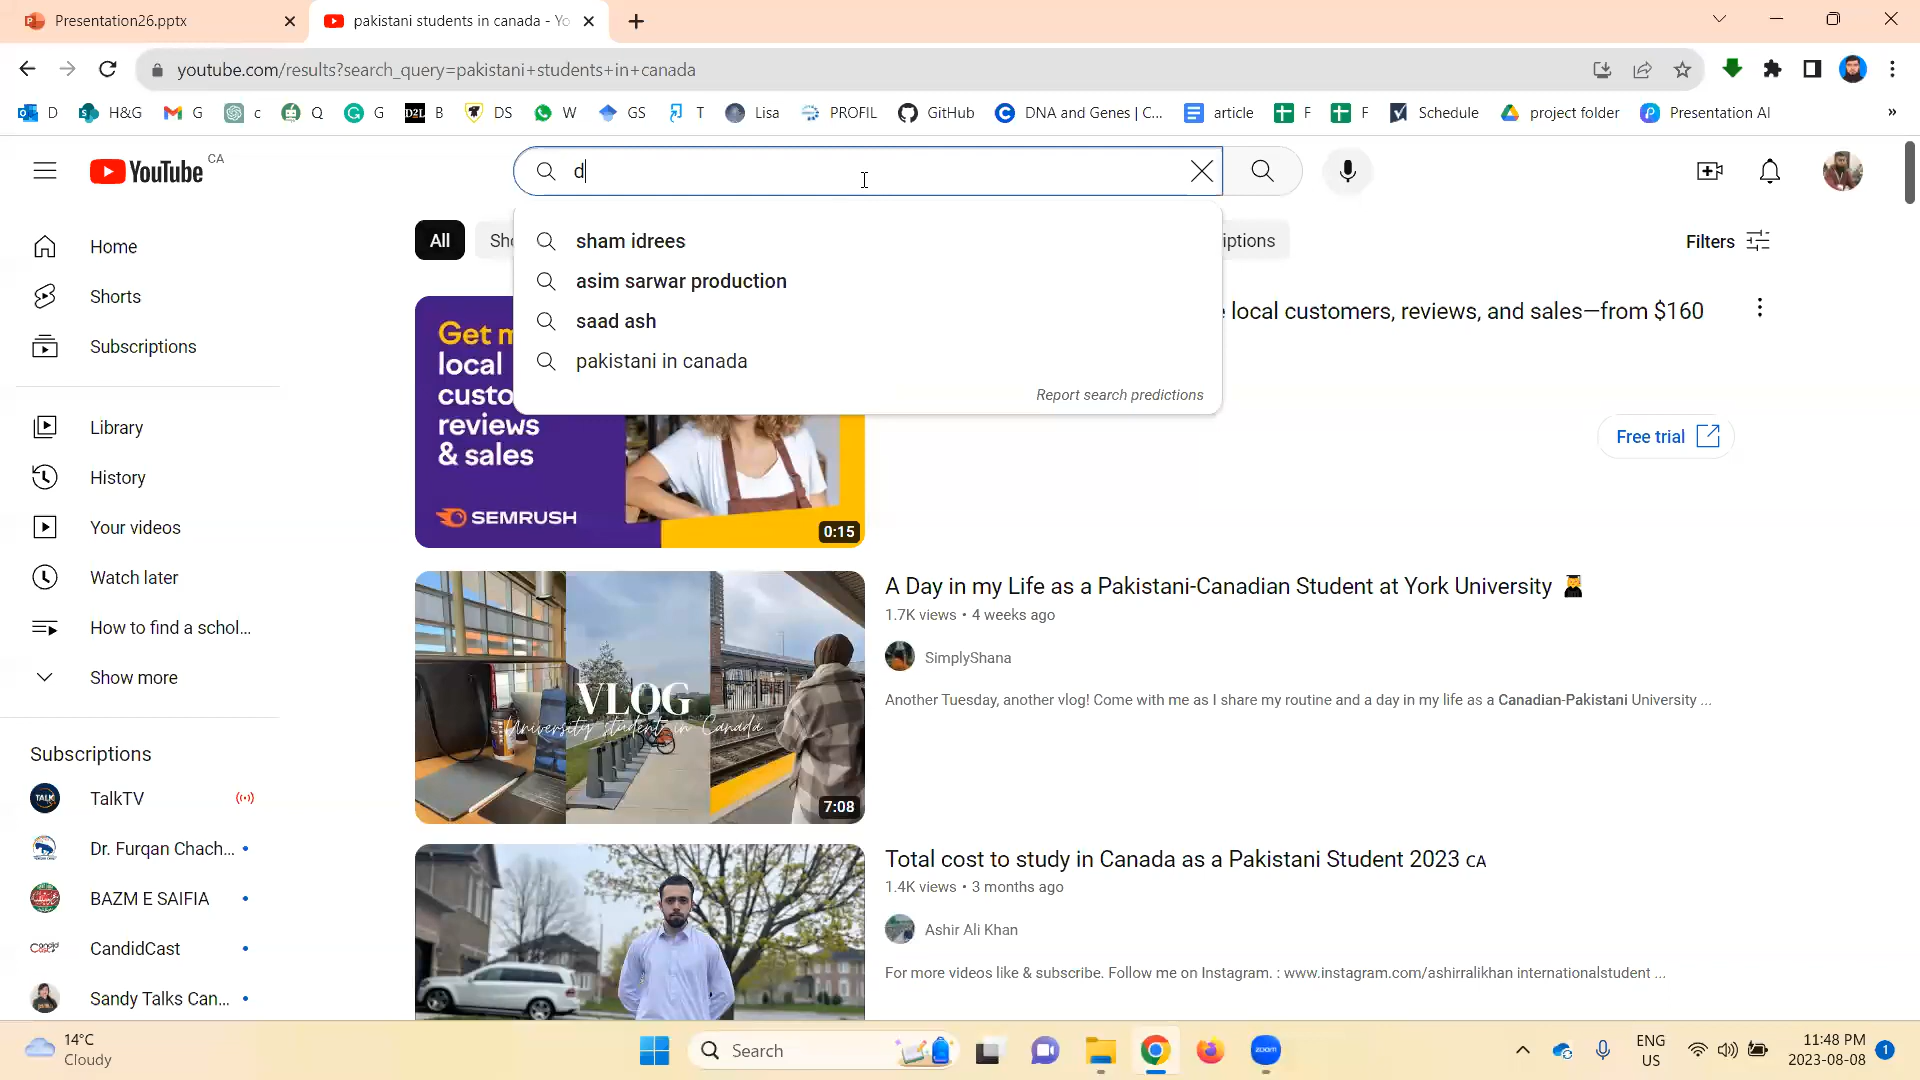 Presentation26.pptx
pakistani students in canada - Yo
youtube.com/results?search_query=pakistani+students+in+canada
D
H&G
G
c
Q
G
B
DS
W
GS
T
Lisa
PROFIL
GitHub
DNA and Genes | C...
article
F
F
Schedule
project folder
Presentation AI
»
YouTube CA
d
All
Sho
iptions
Filters
sham idrees
asim sarwar production
saad ash
pakistani in canada
Report search predictions
Home
Shorts
Subscriptions
Library
History
Your videos
Watch later
How to find a schol...
Show more
Subscriptions
TalkTV
Dr. Furqan Chach...
BAZM E SAIFIA
CandidCast
Sandy Talks Can...
Get m
local
custo
reviews
& sales
SEMRUSH
0:15
local customers, reviews, and sales—from $160
Free trial
VLOG
University student in Canada
7:08
A Day in my Life as a Pakistani-Canadian Student at York University
1.7K views • 4 weeks ago
SimplyShana
Another Tuesday, another vlog! Come with me as I share my routine and a day in my life as a Canadian-Pakistani University ...
Total cost to study in Canada as a Pakistani Student 2023 CA
1.4K views • 3 months ago
Ashir Ali Khan
For more videos like & subscribe. Follow me on Instagram. : www.instagram.com/ashirralikhan internationalstudent ...
14°C
Cloudy
Search
zoom
ENG
US
11:48 PM
2023-08-08
1